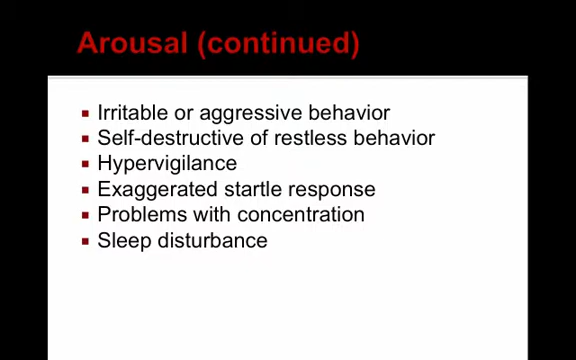 Arousal (continued)
Irritable or aggressive behavior
Self-destructive of restless behavior
Hypervigilance
Exaggerated startle response
Problems with concentration
Sleep disturbance